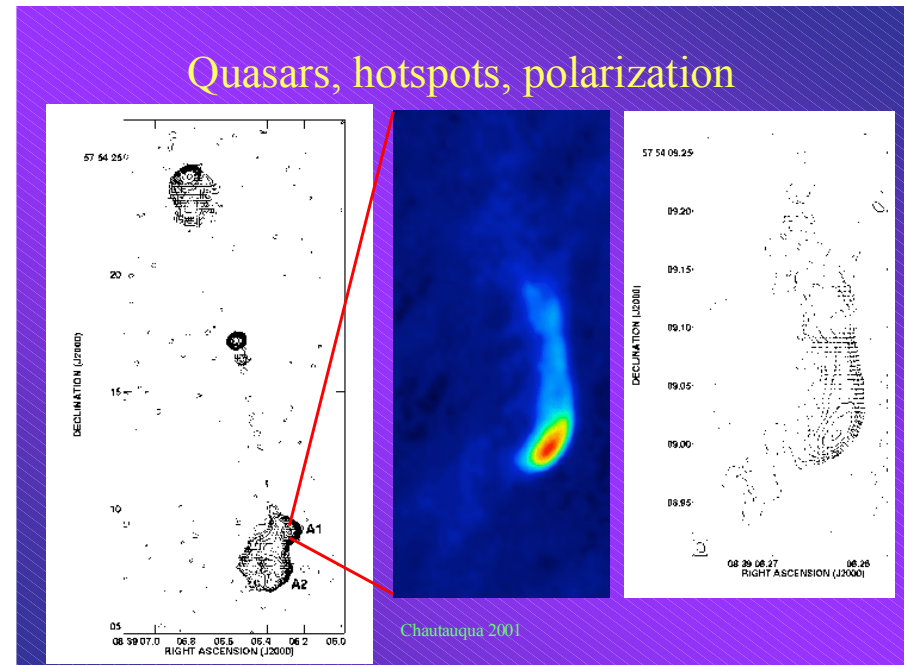 Quasars, hotspots, polarization
57 54 25
20
15
10
05
DECLINATION (J2000)
A1
A2
08 39 07.0 06.8 06.6 06.4 06.2 06.0
RIGHT ASCENSION (J2000)
57 54 09.25
09.20
09.15
09.10
09.05
09.00
08.95
DECLINATION (J2000)
08 39 06.27 06.26
RIGHT ASCENSION (J2000)
Chautauqua 2001